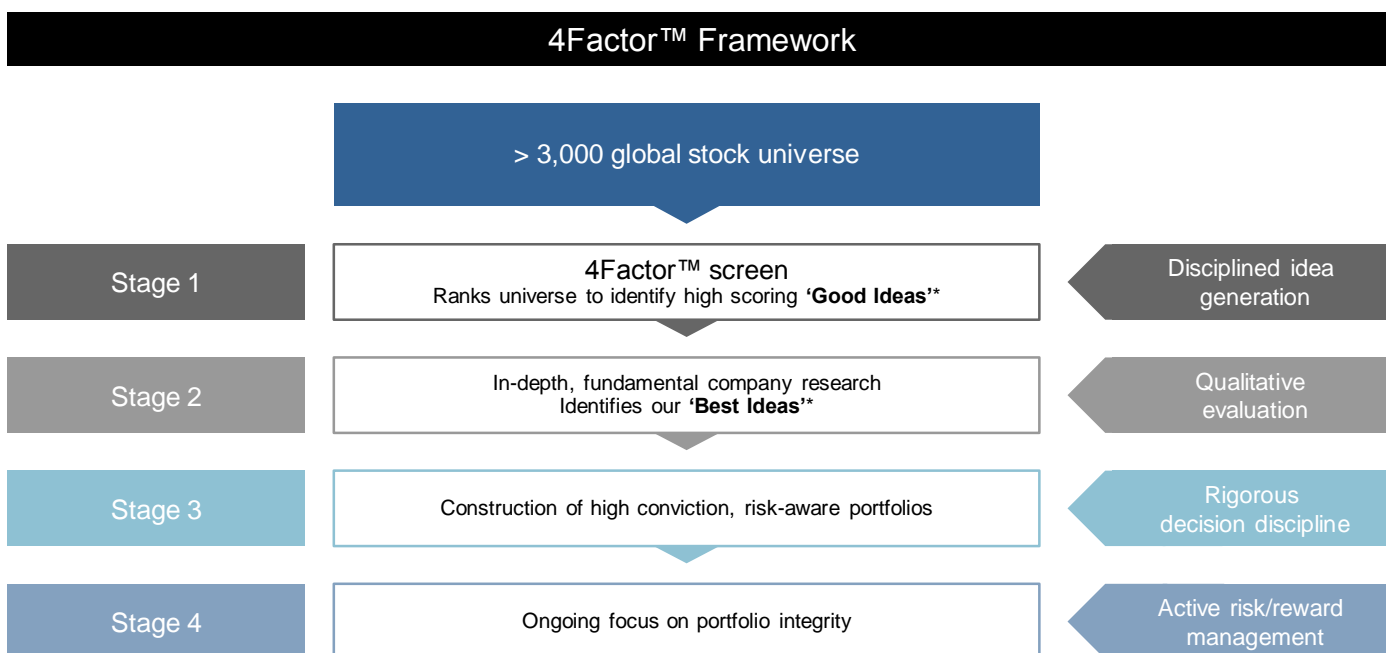 4Factor™ Framework
> 3,000 global stock universe
Stage 1
4Factor™ screen
Ranks universe to identify high scoring ‘Good Ideas’*
Disciplined idea
generation
Stage 2
In-depth, fundamental company research
Identifies our ‘Best Ideas’*
Qualitative
evaluation
Stage 3
Construction of high conviction, risk-aware portfolios
Rigorous
decision discipline
Stage 4
Ongoing focus on portfolio integrity
Active risk/reward
management